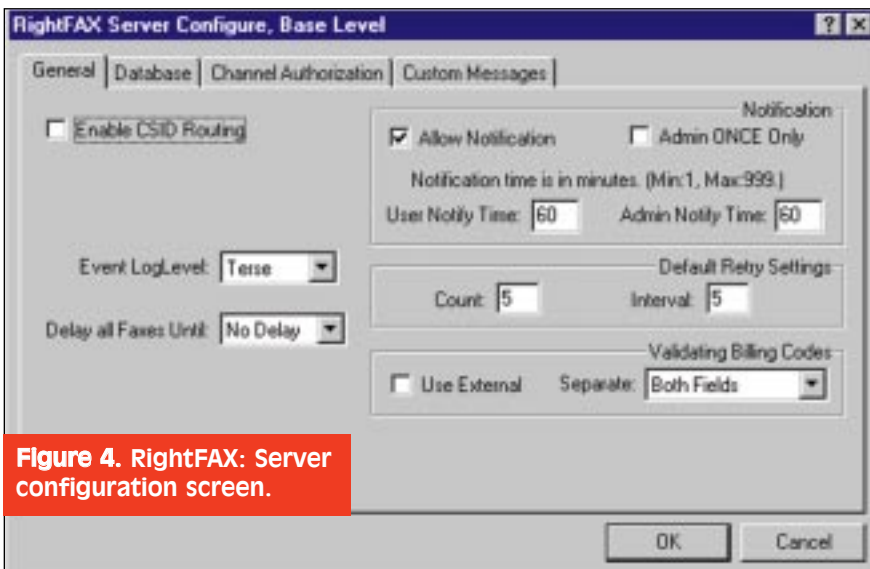 RightFAX Server Configure, Base Level
General Database Channel Authorization Custom Messages
Enable CSID Routing
Notification
Allow Notification Admin ONCE Only
Notification time is in minutes. (Min:1, Max:999.)
User Notify Time: 60 Admin Notify Time: 60
Event LogLevel: Terse
Default Retry Settings
Count: 5 Interval: 5
Delay all Faxes Until: No Delay
Validating Billing Codes
Use External Separate: Both Fields
Figure 4. RightFAX: Server
configuration screen.
OK Cancel